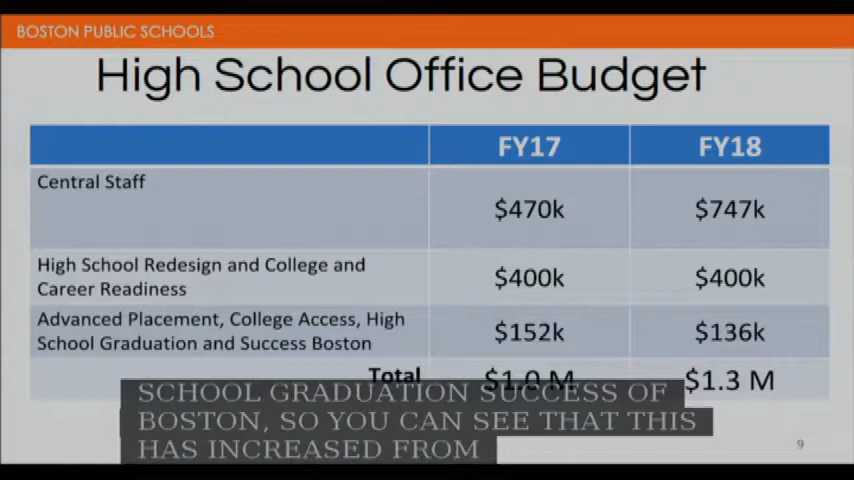 BOSTON PUBLIC SCHOOLS
High School Office Budget
FY17 FY18
Central Staff
$470k $747k
High School Redesign and College and
Career Readiness
$400k $400k
Advanced Placement, College Access, High
School Graduation and Success Boston
$152k $136k
Total $1.0 M $1.3 M
SCHOOL GRADUATION SUCCESS OF
BOSTON, SO YOU CAN SEE THAT THIS
HAS INCREASED FROM
9